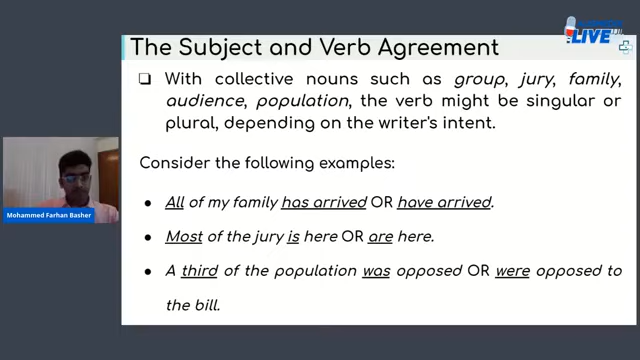 LIVE
The Subject and Verb Agreement
❑ With collective nouns such as group, jury, family,
audience, population, the verb might be singular or
plural, depending on the writer's intent.
Consider the following examples:
● All of my family has arrived OR have arrived.
● Most of the jury is here OR are here.
● A third of the population was opposed OR were opposed to
the bill.
Mohammed Farhan Basher